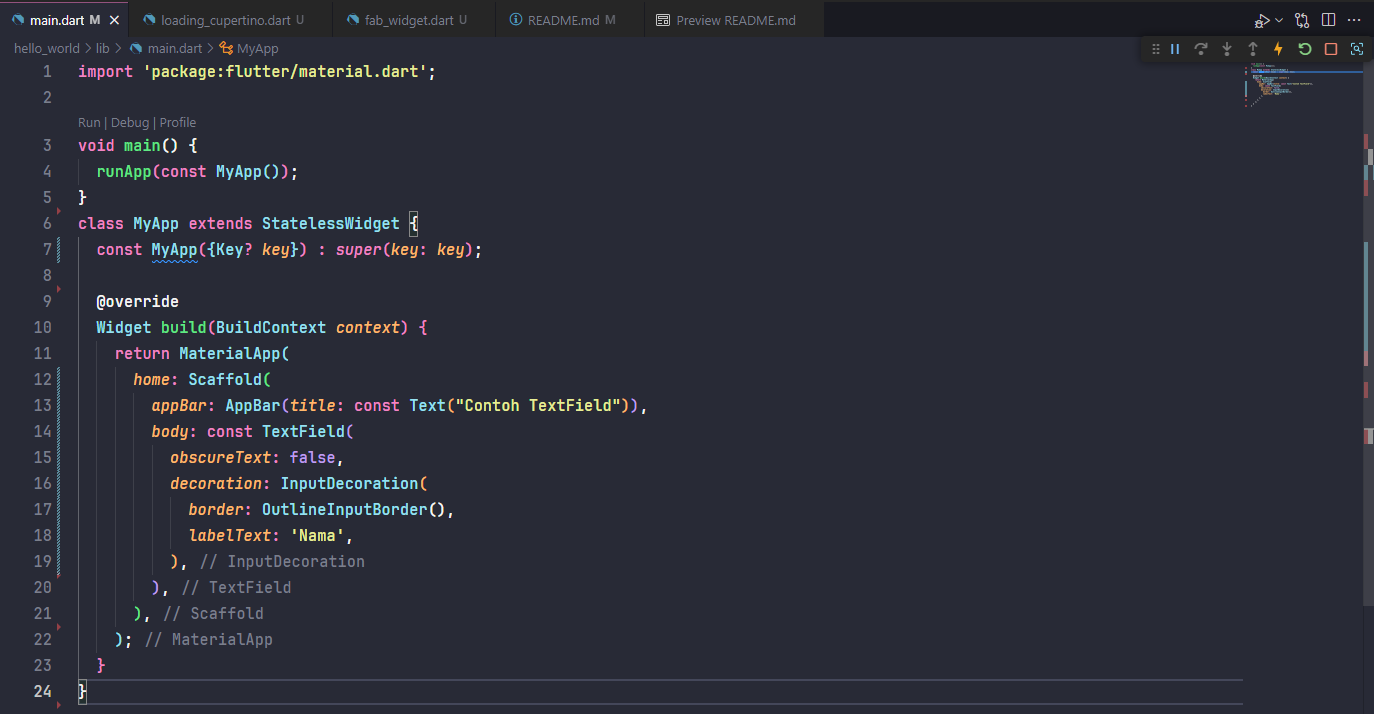 main.dart M loading_cupertino.dart U fab_widget.dart U README.md M Preview README.md
hello_world > lib > main.dart > MyApp
1 import 'package:flutter/material.dart';
2
Run | Debug | Profile
3 void main() {
4   runApp(const MyApp());
5 }
6 class MyApp extends StatelessWidget {
7   const MyApp({Key? key}) : super(key: key);
8
9   @override
10   Widget build(BuildContext context) {
11     return MaterialApp(
12       home: Scaffold(
13         appBar: AppBar(title: const Text("Contoh TextField")),
14         body: const TextField(
15           obscureText: false,
16           decoration: InputDecoration(
17             border: OutlineInputBorder(),
18             labelText: 'Nama',
19           ), // InputDecoration
20         ), // TextField
21       ), // Scaffold
22     ); // MaterialApp
23   }
24 }